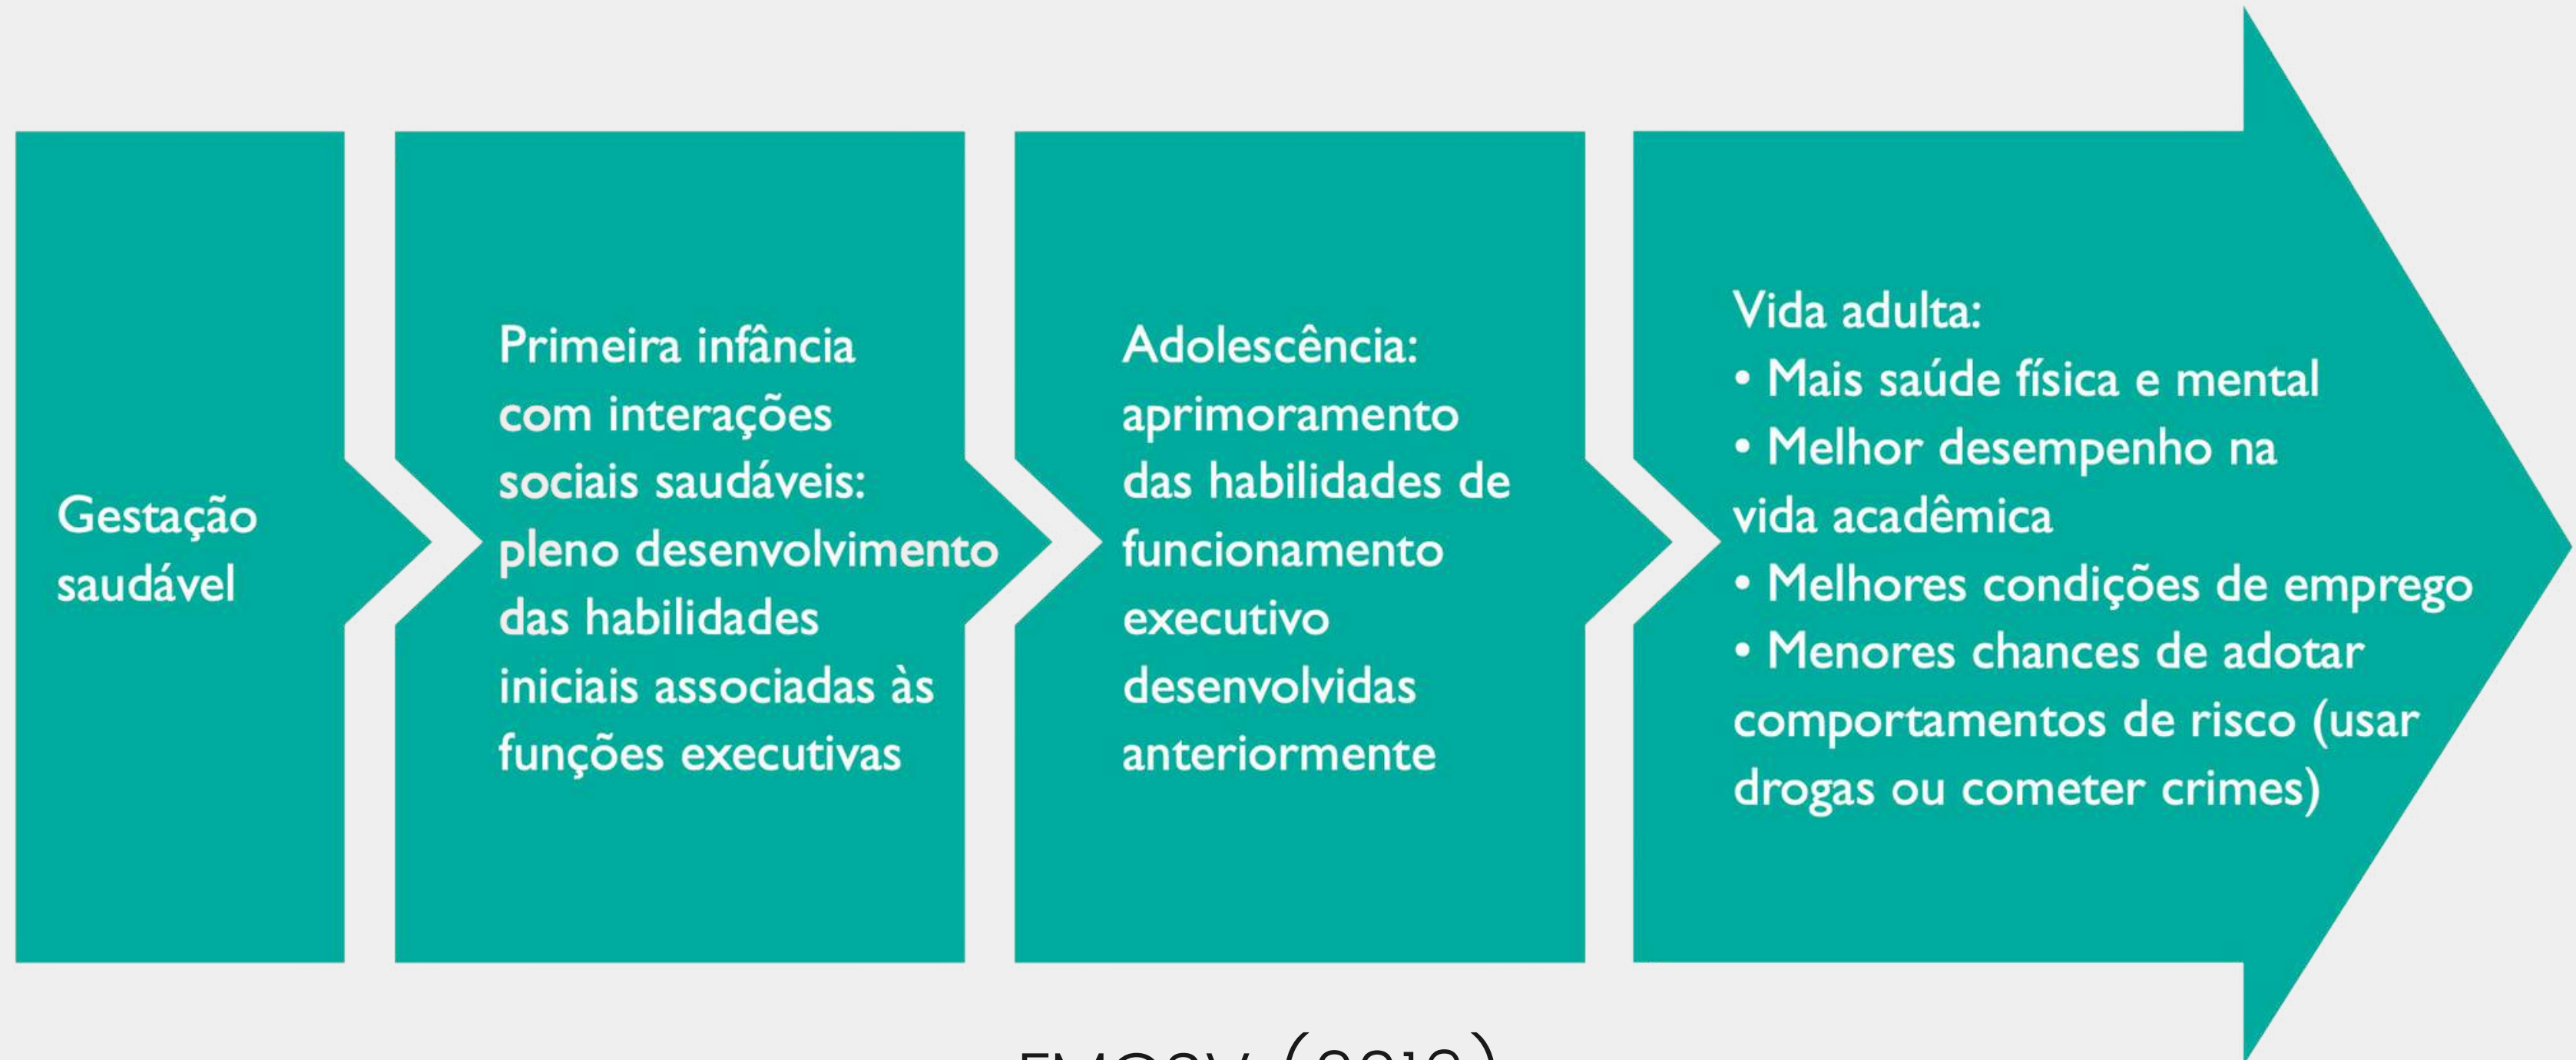 Gestação
saudável
Primeira infância
com interações
sociais saudáveis:
pleno desenvolvimento
das habilidades
iniciais associadas às
funções executivas
Adolescência:
aprimoramento
das habilidades de
funcionamento
executivo
desenvolvidas
anteriormente
Vida adulta:
• Mais saúde física e mental
• Melhor desempenho na
vida acadêmica
• Melhores condições de emprego
• Menores chances de adotar
comportamentos de risco (usar
drogas ou cometer crimes)